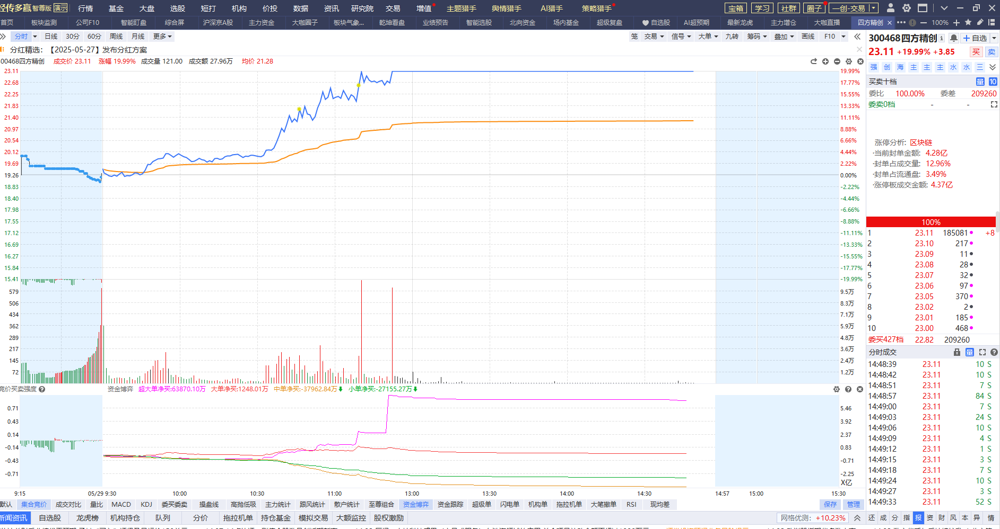 经传多赢 智尊版 演示 行情 基金 大盘 选股 短打 机构 价投 数据 资讯 研究院 交易 增值 主题猎手 舆情猎手 AI猎手 策略猎手 宝箱 学习 社群 圈子 一创-交易
首页 板块监测 公司F10 智能盯盘 综合屏 沪深京A股 主力资金 大咖圈子 板块气象... 乾坤看盘 业绩预告 智能选股 北向资金 场内基金 超级复盘 自选股 AI超预期 最新龙虎 主力增仓 大咖直播 四方精创 100%
分时 日线 30分 60分 周线 月线 更多 笼 交易 信号 大单 九转 筹码 叠加 画线 F10
分红精选: 【2025-05-27】发布分红方案
300468四方精创 成交价 23.11 涨幅 19.99% 成交量 121.00 成交额 27.96万 均价 21.28
23.11 19.99%
22.68 17.77%
22.25 15.55%
21.83 13.33%
21.40 11.11%
20.97 8.88%
20.54 6.66%
20.12 4.44%
19.69 2.22%
19.26 0.00%
18.83 -2.22%
18.40 -4.44%
17.98 -6.66%
17.55 -8.88%
17.12 -11.11%
16.69 -13.33%
16.27 -15.55%
15.84 -17.77%
15.41 -19.99%
579 9.5万
506 8.3万
434 7.1万
362 5.9万
289 4.8万
217 3.6万
145 2.4万
72 1.2万
竞价买卖强度 资金博弈 超大单净买:63870.10万 大单净买:1248.01万 中单净买:-37962.84万 小单净买:-27155.27万
0.71 5.46
0.43 3.92
0.14 2.37
-0.14 0.83
-0.43 -0.71
-0.71 -2.25
X亿
9:15 05/29 9:30 10:00 10:30 11:00 13:00 13:30 14:00 14:30 14:57 15:00 15:30
默认 集合竞价 成交对比 量比 MACD KDJ 委买委卖 操盘线 高抛低吸 主力统计 跟风统计 散户统计 至尊组合 资金博弈 资金跟踪 超级单 闪电单 机构单 拖拉机单 大笔撤单 RSI 现均差 保存 管理
新闻资讯 自选股 龙虎榜 机构持仓 队列 分价 拖拉机单 持仓基金 模拟交易 大额监控 股权激励 网格优测: +10.23%
300468四方精创 自选
23.11 +19.99% +3.85 买 卖
强 创 海 主 主 主 水 水 三
买卖十档 量 10
委比 100.00% 委差 209260
委卖0档 - -
涨停分析: 区块链
·当前封单金额: 4.28亿
·封单占成交量: 12.96%
·封单占流通盘: 3.49%
·涨停板成交金额: 4.37亿
100%
1 23.11 185081 +8
2 23.10 217
3 23.09 11
4 23.08 28
5 23.07 32
6 23.06 97
7 23.05 370
8 23.02 2
9 23.01 185
10 23.00 468
委买427档 22.82 209260
分时成交 量
14:48:39 23.11 10 S
14:48:42 23.11 10 S
14:48:51 23.11 7 S
14:48:57 23.11 84 S
14:49:00 23.11 7 S
14:49:03 23.11 24 S
14:49:06 23.11 10 S
14:49:09 23.11 4 S
14:49:12 23.11 1 S
14:49:15 23.11 3 S
14:49:18 23.11 7 S
14:49:24 23.11 10 S
14:49:27 23.11 3 S
14:49:33 23.11 52 S
还 成 分 指 报 资 财 风 本 异 情